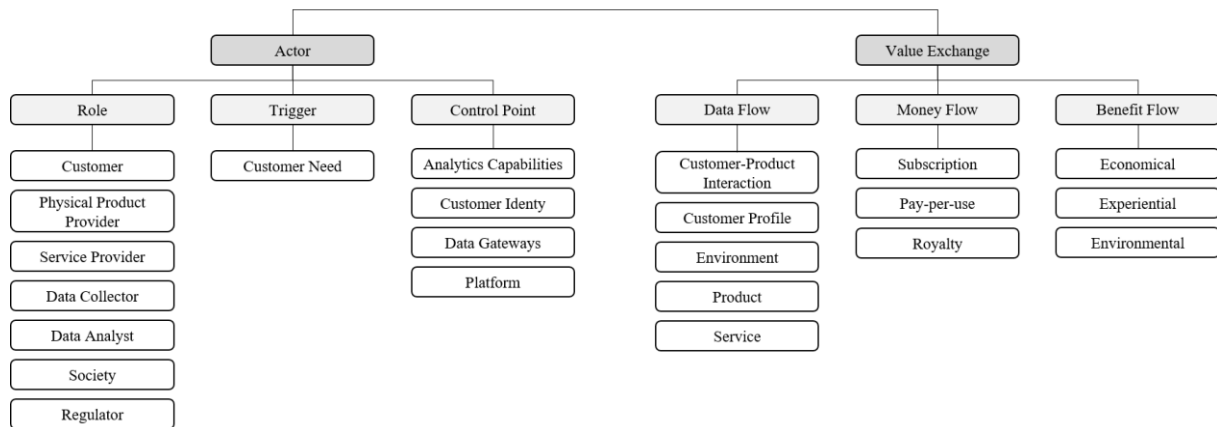 Actor
Value Exchange
Role
Trigger
Control Point
Data Flow
Money Flow
Benefit Flow
Customer
Physical Product
Provider
Service Provider
Data Collector
Data Analyst
Society
Regulator
Customer Need
Analytics Capabilities
Customer Identy
Data Gateways
Platform
Customer-Product
Interaction
Customer Profile
Environment
Product
Service
Subscription
Pay-per-use
Royalty
Economical
Experiential
Environmental